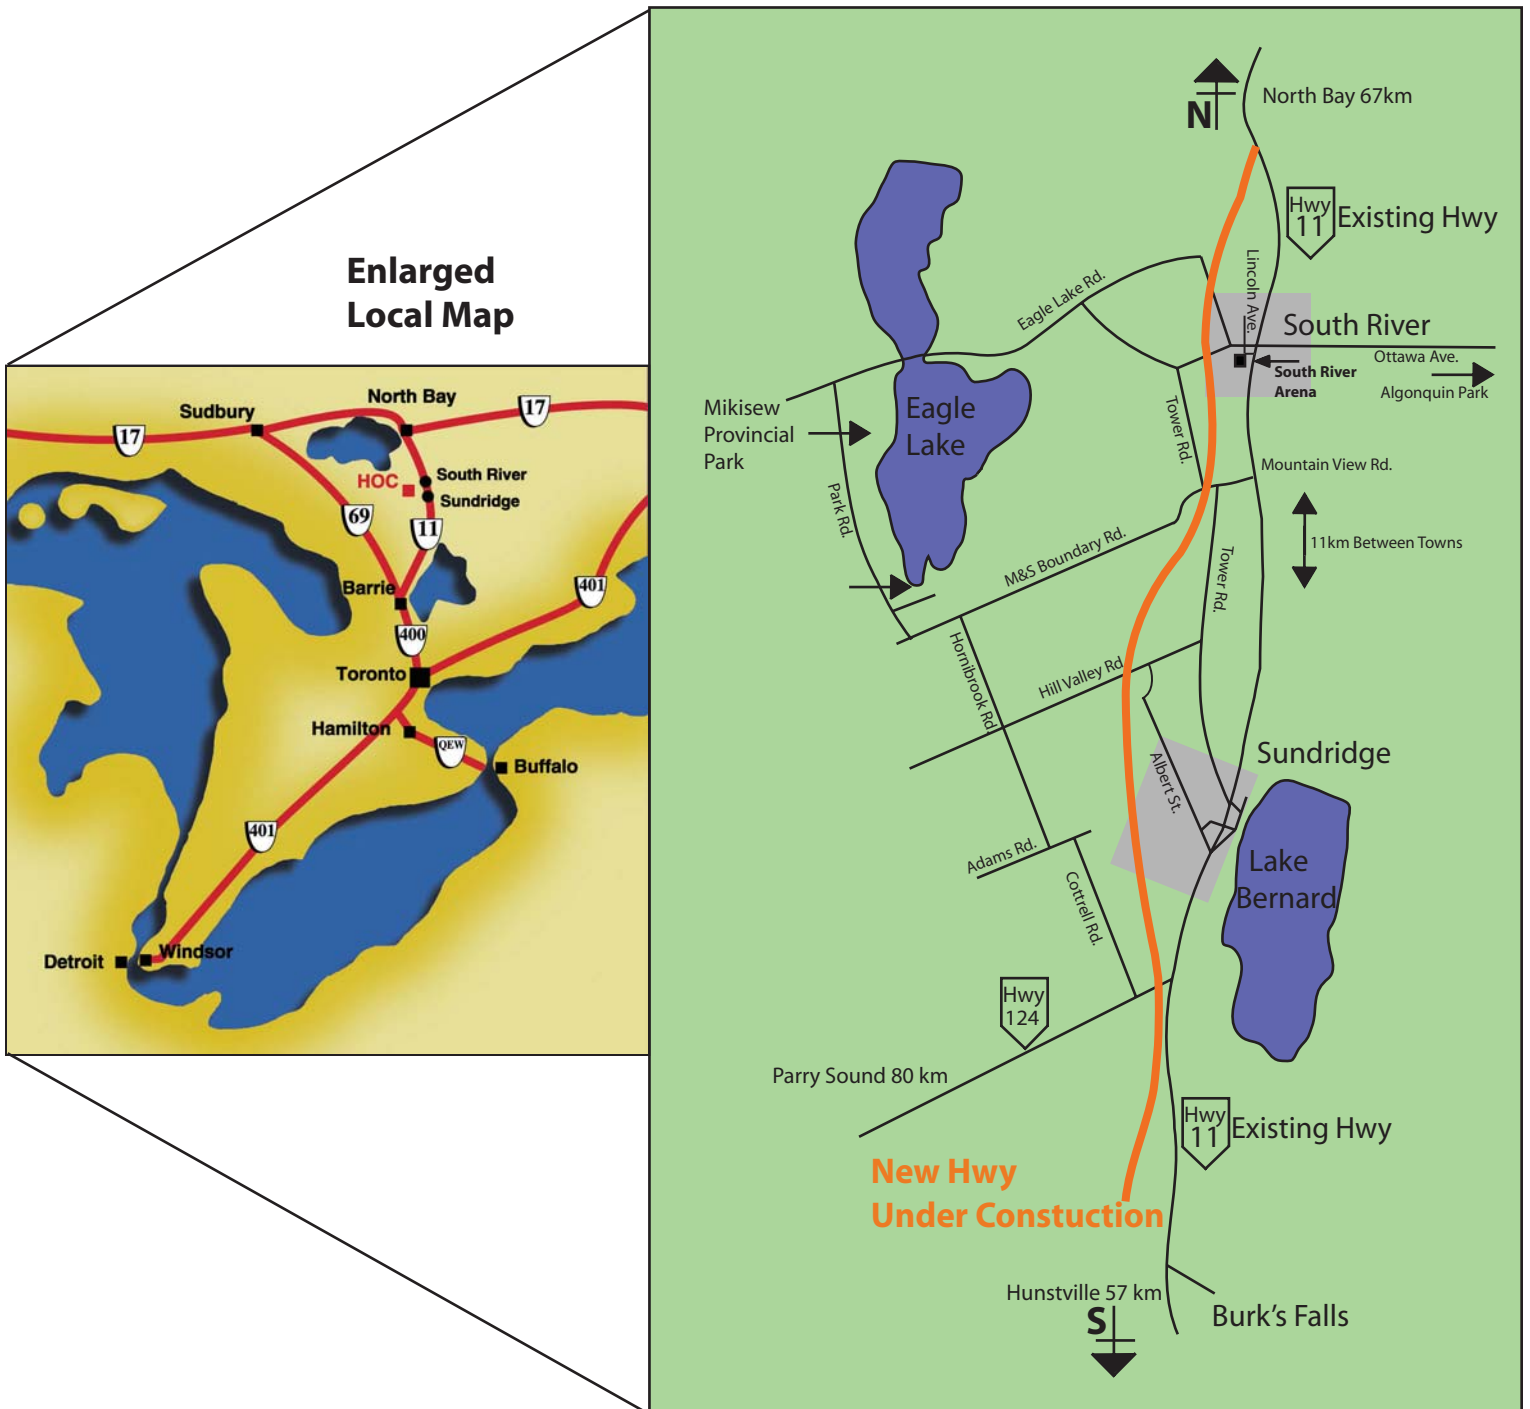 Enlarged
Local Map
Sudbury
North Bay
17
17
HOC
South River
Sundridge
69
11
Barrie
401
400
Toronto
Hamilton
QEW
Buffalo
401
Windsor
Detroit
N
North Bay 67km
Hwy
11
Existing Hwy
Lincoln Ave.
Eagle Lake Rd.
South River
Ottawa Ave.
South River
Arena
Algonquin Park
Mikisew
Provincial
Park
Eagle
Lake
Tower Rd.
Mountain View Rd.
Park Rd.
M&S Boundary Rd.
11km Between Towns
Tower Rd.
Hornibrook Rd.
Hill Valley Rd
Sundridge
Albert St.
Adams Rd.
Lake
Bernard
Cottrell Rd.
Hwy
124
Parry Sound 80 km
Hwy
11
Existing Hwy
New Hwy
Under Constuction
Hunstville 57 km
S
Burk's Falls